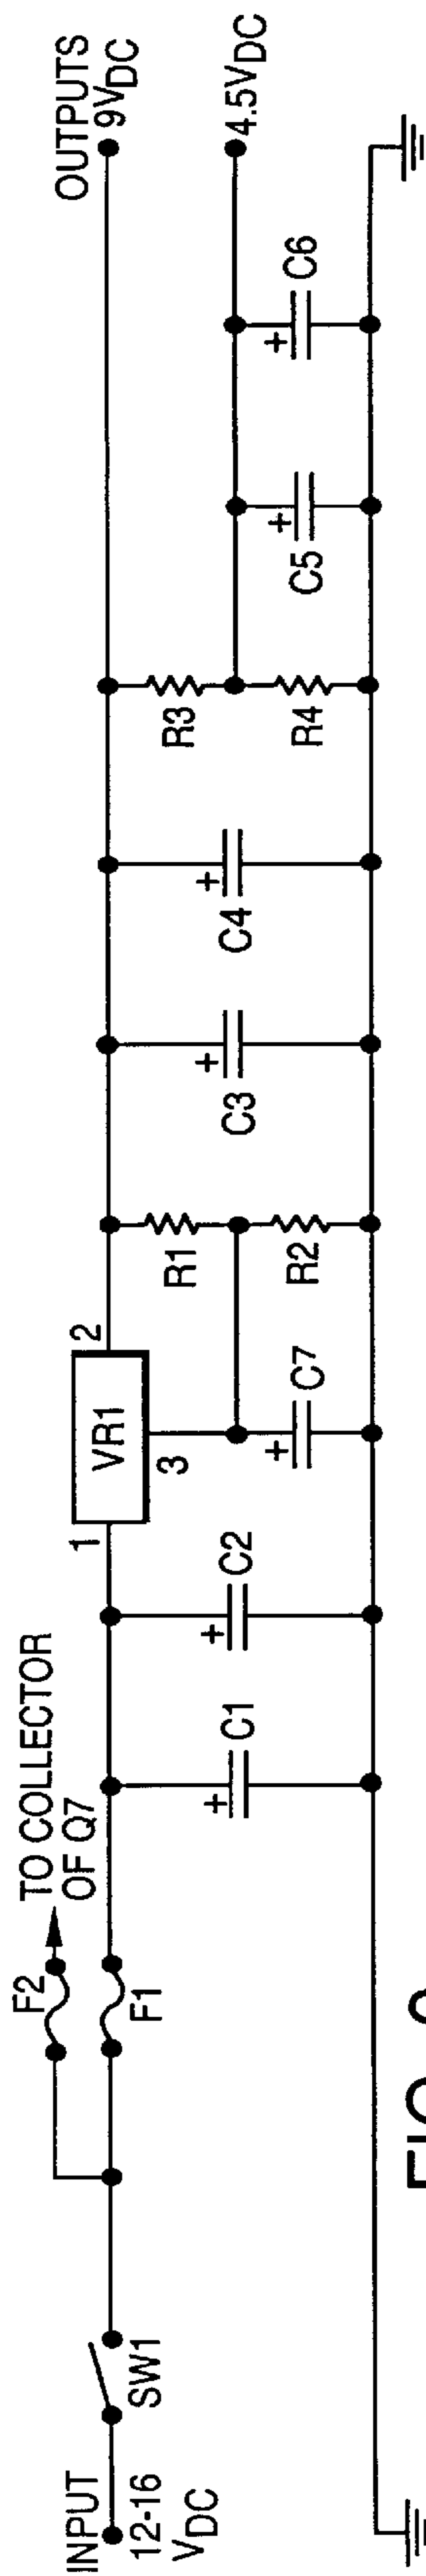 INPUT
12-16
VDC
SW1
F2
F1
TO COLLECTOR
OF Q7
+
C1
+
C2
1
VR1
2
3
+
C7
R1
R2
+
C3
+
C4
R3
R4
+
C5
+
C6
OUTPUTS
9VDC
4.5VDC